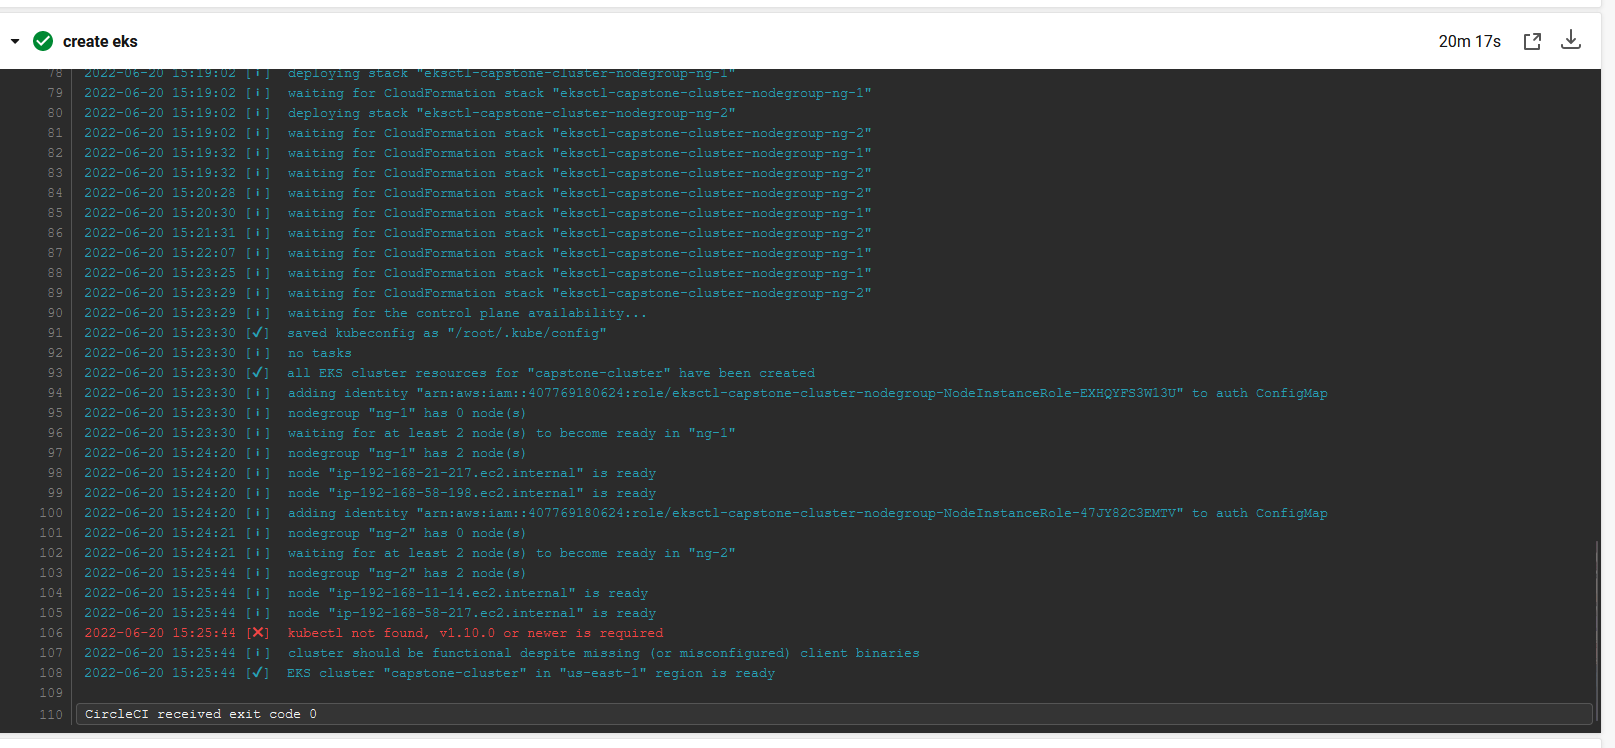 create eks
20m 17s
78 2022-06-20 15:19:02 [ℹ] deploying stack "eksctl-capstone-cluster-nodegroup-ng-1"
79 2022-06-20 15:19:02 [ℹ] waiting for CloudFormation stack "eksctl-capstone-cluster-nodegroup-ng-1"
80 2022-06-20 15:19:02 [ℹ] deploying stack "eksctl-capstone-cluster-nodegroup-ng-2"
81 2022-06-20 15:19:02 [ℹ] waiting for CloudFormation stack "eksctl-capstone-cluster-nodegroup-ng-2"
82 2022-06-20 15:19:32 [ℹ] waiting for CloudFormation stack "eksctl-capstone-cluster-nodegroup-ng-1"
83 2022-06-20 15:19:32 [ℹ] waiting for CloudFormation stack "eksctl-capstone-cluster-nodegroup-ng-2"
84 2022-06-20 15:20:28 [ℹ] waiting for CloudFormation stack "eksctl-capstone-cluster-nodegroup-ng-2"
85 2022-06-20 15:20:30 [ℹ] waiting for CloudFormation stack "eksctl-capstone-cluster-nodegroup-ng-1"
86 2022-06-20 15:21:31 [ℹ] waiting for CloudFormation stack "eksctl-capstone-cluster-nodegroup-ng-2"
87 2022-06-20 15:22:07 [ℹ] waiting for CloudFormation stack "eksctl-capstone-cluster-nodegroup-ng-1"
88 2022-06-20 15:23:25 [ℹ] waiting for CloudFormation stack "eksctl-capstone-cluster-nodegroup-ng-1"
89 2022-06-20 15:23:29 [ℹ] waiting for CloudFormation stack "eksctl-capstone-cluster-nodegroup-ng-2"
90 2022-06-20 15:23:29 [ℹ] waiting for the control plane availability...
91 2022-06-20 15:23:30 [✔] saved kubeconfig as "/root/.kube/config"
92 2022-06-20 15:23:30 [ℹ] no tasks
93 2022-06-20 15:23:30 [✔] all EKS cluster resources for "capstone-cluster" have been created
94 2022-06-20 15:23:30 [ℹ] adding identity "arn:aws:iam::407769180624:role/eksctl-capstone-cluster-nodegroup-NodeInstanceRole-EXHQYFS3W13U" to auth ConfigMap
95 2022-06-20 15:23:30 [ℹ] nodegroup "ng-1" has 0 node(s)
96 2022-06-20 15:23:30 [ℹ] waiting for at least 2 node(s) to become ready in "ng-1"
97 2022-06-20 15:24:20 [ℹ] nodegroup "ng-1" has 2 node(s)
98 2022-06-20 15:24:20 [ℹ] node "ip-192-168-21-217.ec2.internal" is ready
99 2022-06-20 15:24:20 [ℹ] node "ip-192-168-58-198.ec2.internal" is ready
100 2022-06-20 15:24:20 [ℹ] adding identity "arn:aws:iam::407769180624:role/eksctl-capstone-cluster-nodegroup-NodeInstanceRole-47JY82C3EMTV" to auth ConfigMap
101 2022-06-20 15:24:21 [ℹ] nodegroup "ng-2" has 0 node(s)
102 2022-06-20 15:24:21 [ℹ] waiting for at least 2 node(s) to become ready in "ng-2"
103 2022-06-20 15:25:44 [ℹ] nodegroup "ng-2" has 2 node(s)
104 2022-06-20 15:25:44 [ℹ] node "ip-192-168-11-14.ec2.internal" is ready
105 2022-06-20 15:25:44 [ℹ] node "ip-192-168-58-217.ec2.internal" is ready
106 2022-06-20 15:25:44 [✖] kubectl not found, v1.10.0 or newer is required
107 2022-06-20 15:25:44 [ℹ] cluster should be functional despite missing (or misconfigured) client binaries
108 2022-06-20 15:25:44 [✔] EKS cluster "capstone-cluster" in "us-east-1" region is ready
109
110 CircleCI received exit code 0